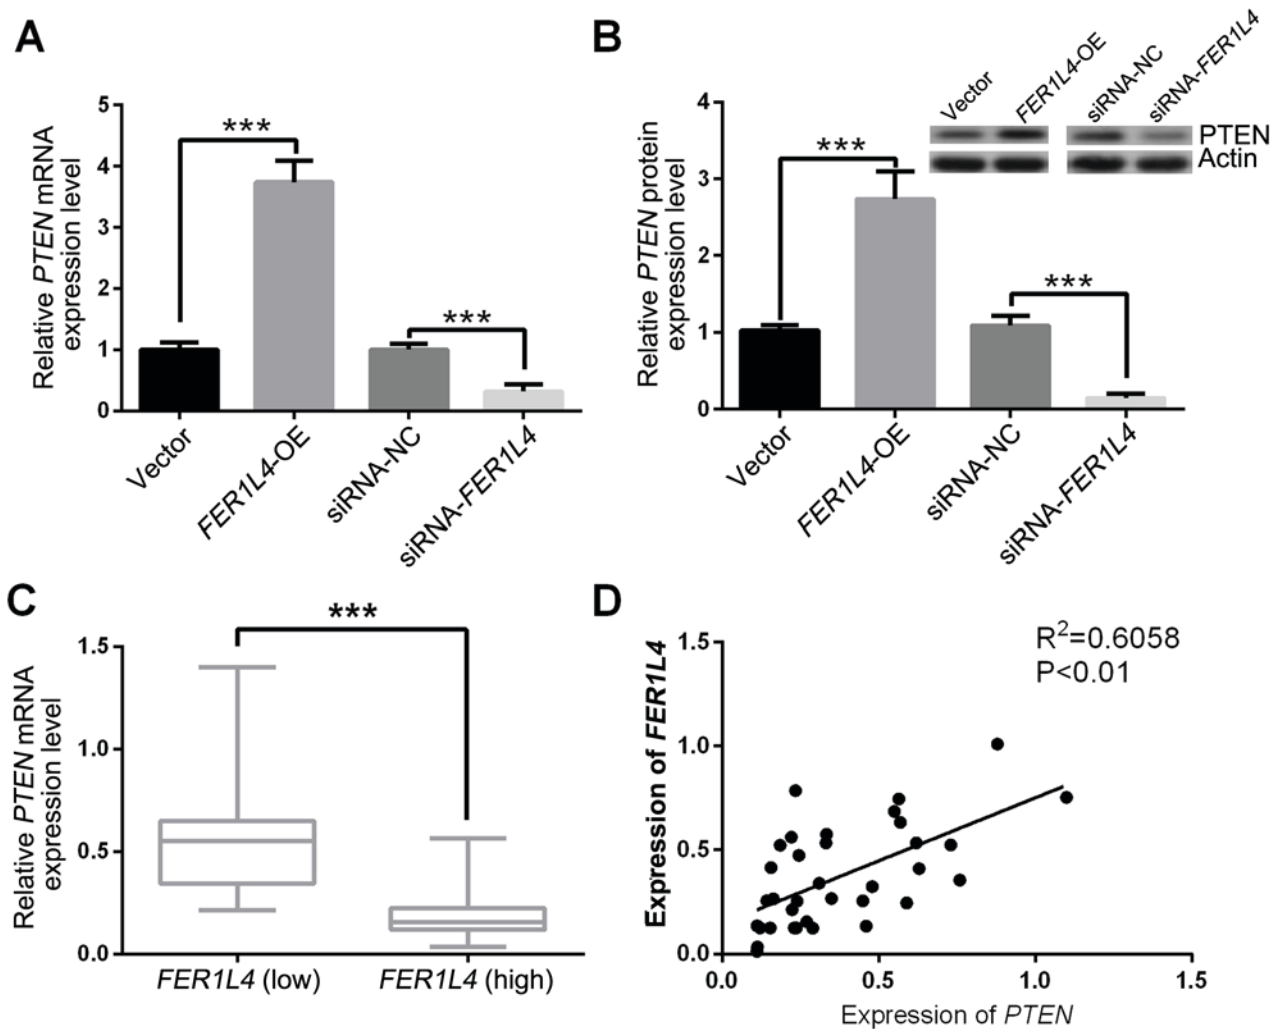 A
Relative PTEN mRNA
expression level
5
4
3
2
1
0
***
***
Vector
FER1L4-OE
siRNA-NC
siRNA-FER1L4
B
Relative PTEN protein
expression level
4
3
2
1
0
***
***
Vector
FER1L4-OE
siRNA-NC
siRNA-FER1L4
PTEN
Actin
Vector
FER1L4-OE
siRNA-NC
siRNA-FER1L4
C
Relative PTEN mRNA
expression level
1.5
1.0
0.5
0.0
***
FER1L4 (low)
FER1L4 (high)
D
Expression of FER1L4
1.5
1.0
0.5
0.0
R²=0.6058
P<0.01
0.0
0.5
1.0
1.5
Expression of PTEN